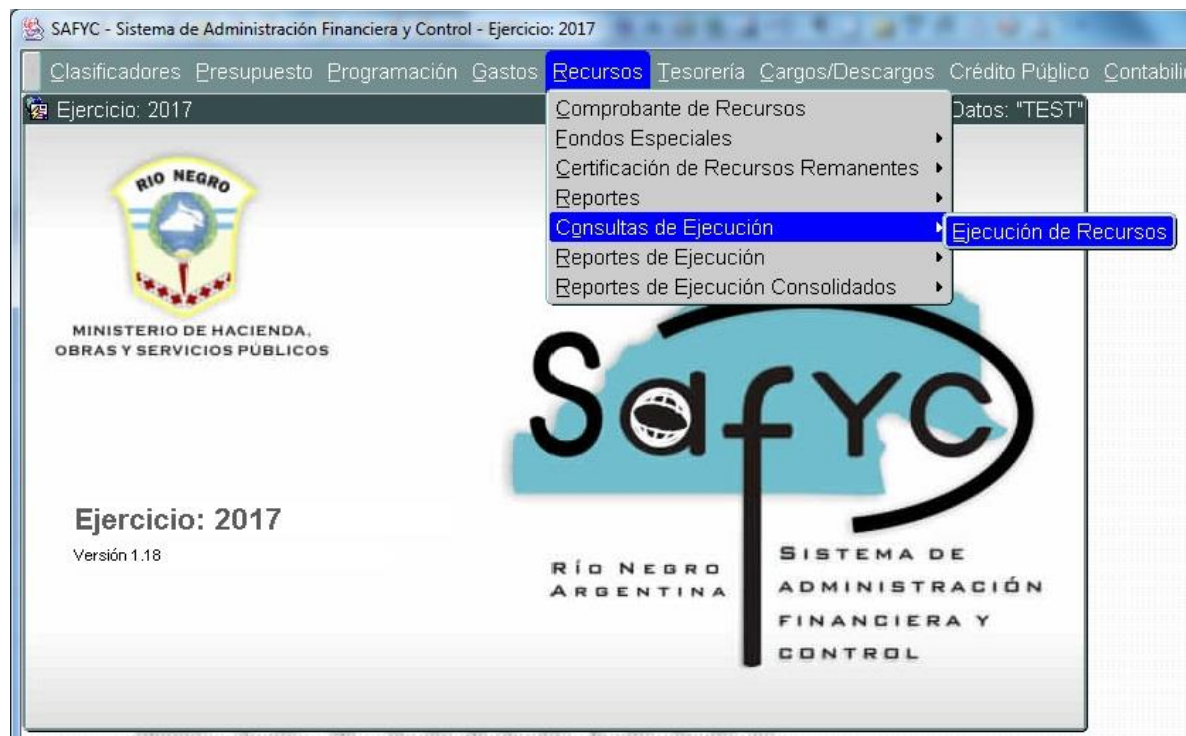 SAFYC - Sistema de Administración Financiera y Control - Ejercicio: 2017
Clasificadores Presupuesto Programación Gastos Recursos Tesorería Cargos/Descargos Crédito Público Contabili
Ejercicio: 2017
Datos: "TEST"
Comprobante de Recursos
Fondos Especiales
Certificación de Recursos Remanentes
Reportes
Consultas de Ejecución
Ejecución de Recursos
Reportes de Ejecución
Reportes de Ejecución Consolidados
RIO NEGRO
MINISTERIO DE HACIENDA,
OBRAS Y SERVICIOS PÚBLICOS
SafYC
Ejercicio: 2017
Versión 1.18
RÍO NEGRO
ARGENTINA
SISTEMA DE
ADMINISTRACIÓN
FINANCIERA Y
CONTROL